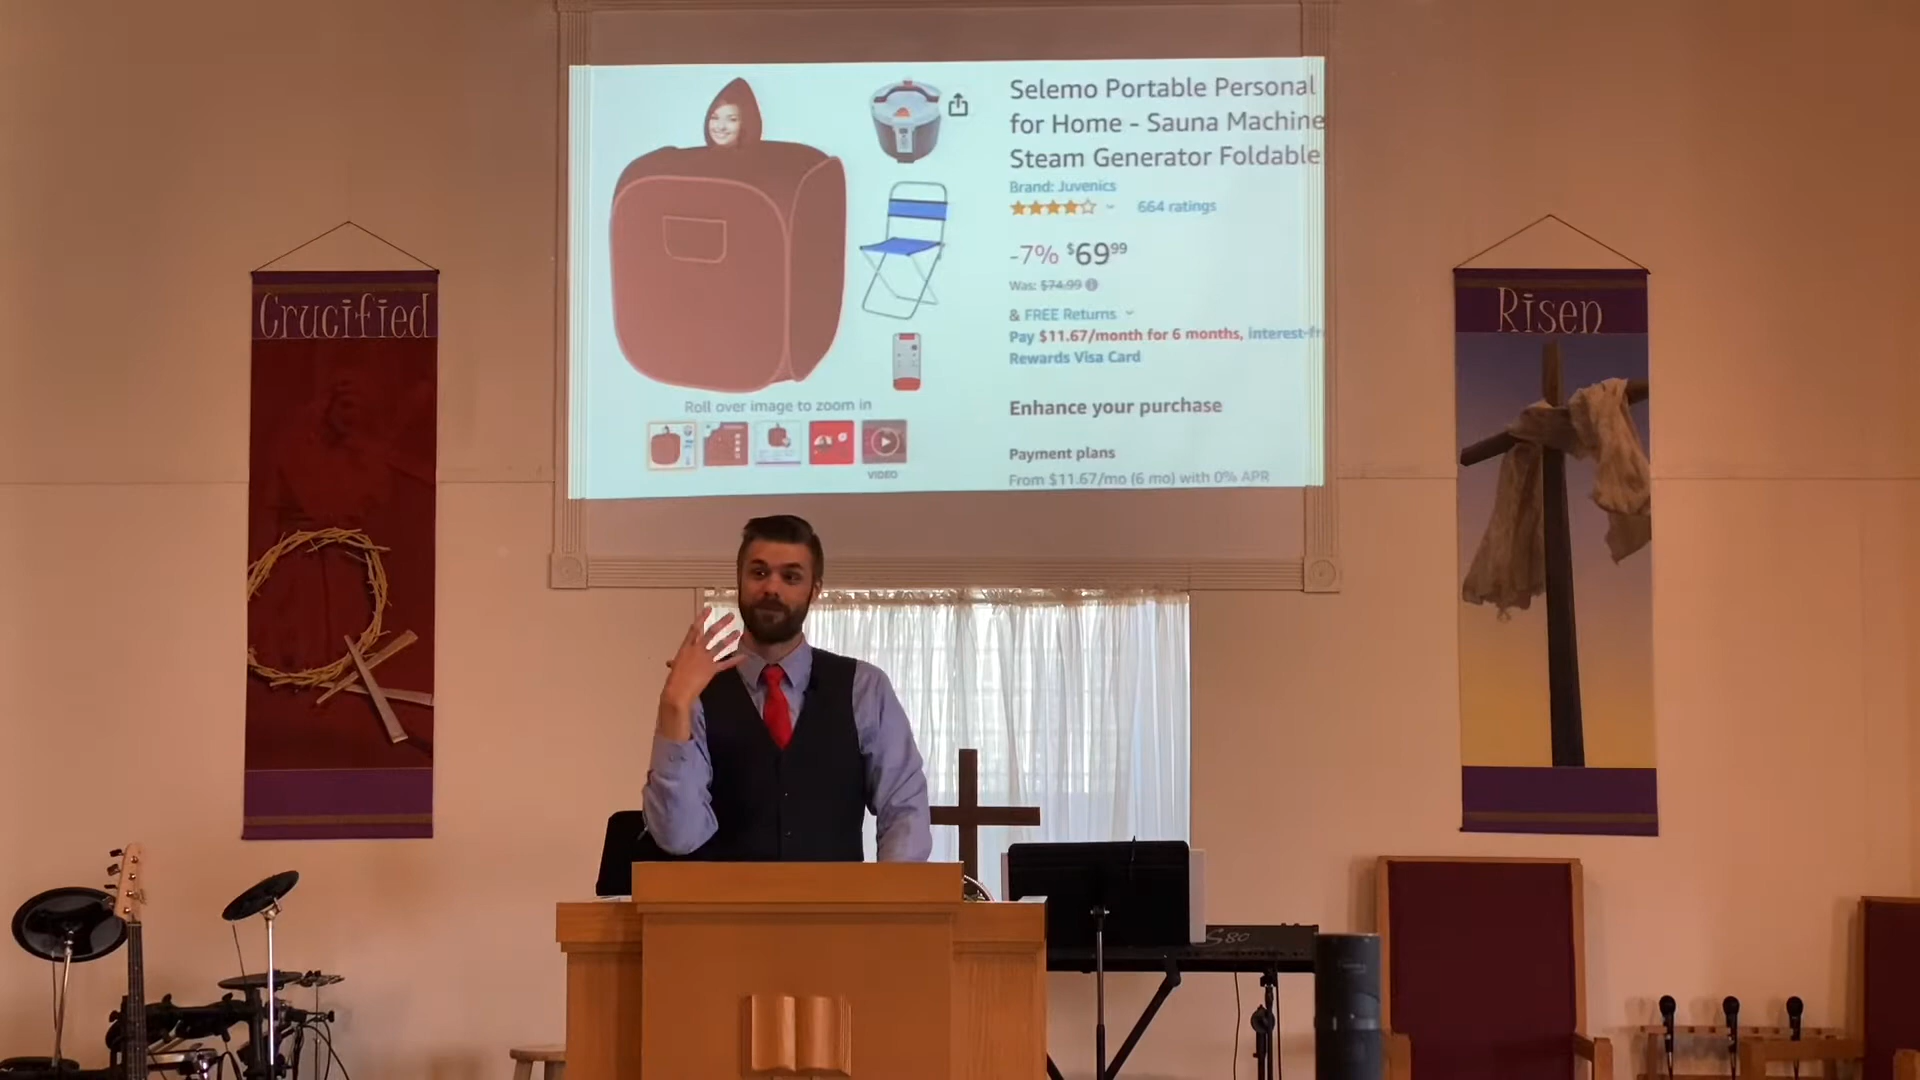 Selemo Portable Personal
for Home - Sauna Machine
Steam Generator Foldable
Brand: Juvenics
664 ratings
-7% $69.99
Was: $74.99
& FREE Returns
Pay $11.67/month for 6 months, interest-fr
Rewards Visa Card
Enhance your purchase
Payment plans
From $11.67/mo (6 mo) with 0% APR
Roll over image to zoom in
VIDEO
Crucified
Risen
S80